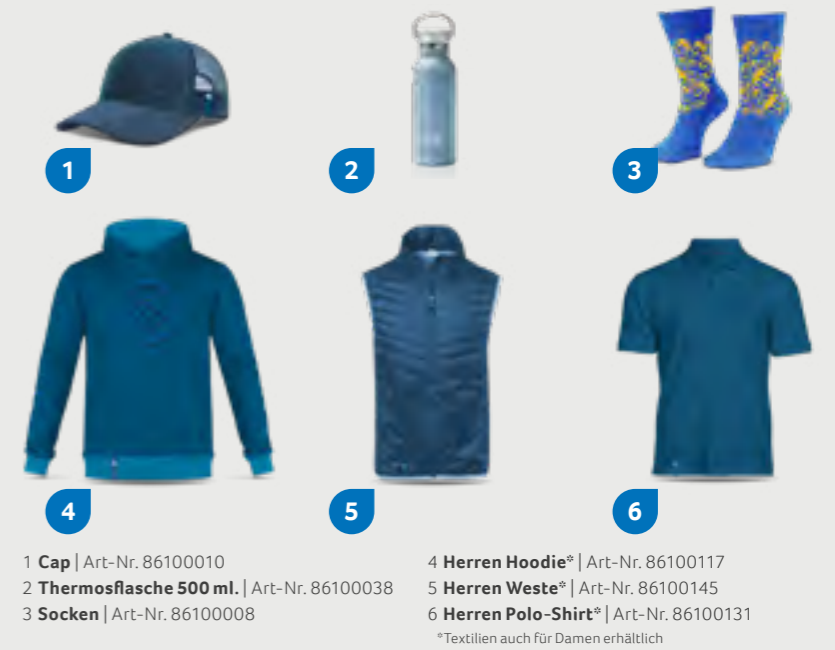 1
2
3
4
5
6
1 Cap | Art-Nr. 86100010
2 Thermosflasche 500 ml. | Art-Nr. 86100038
3 Socken | Art-Nr. 86100008
4 Herren Hoodie* | Art-Nr. 86100117
5 Herren Weste* | Art-Nr. 86100145
6 Herren Polo-Shirt* | Art-Nr. 86100131
*Textilien auch für Damen erhältlich